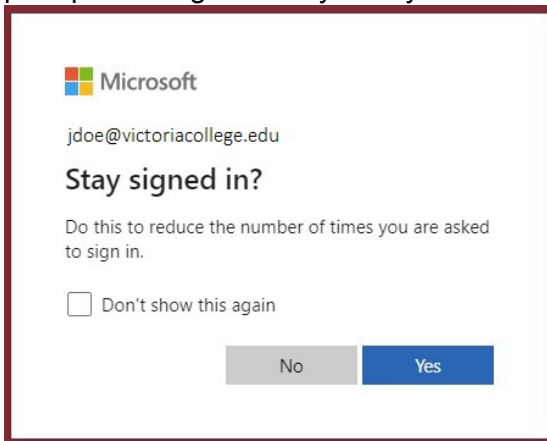 Microsoft
jdoe@victoriacollege.edu
Stay signed in?
Do this to reduce the number of times you are asked
to sign in.
Don't show this again
No Yes